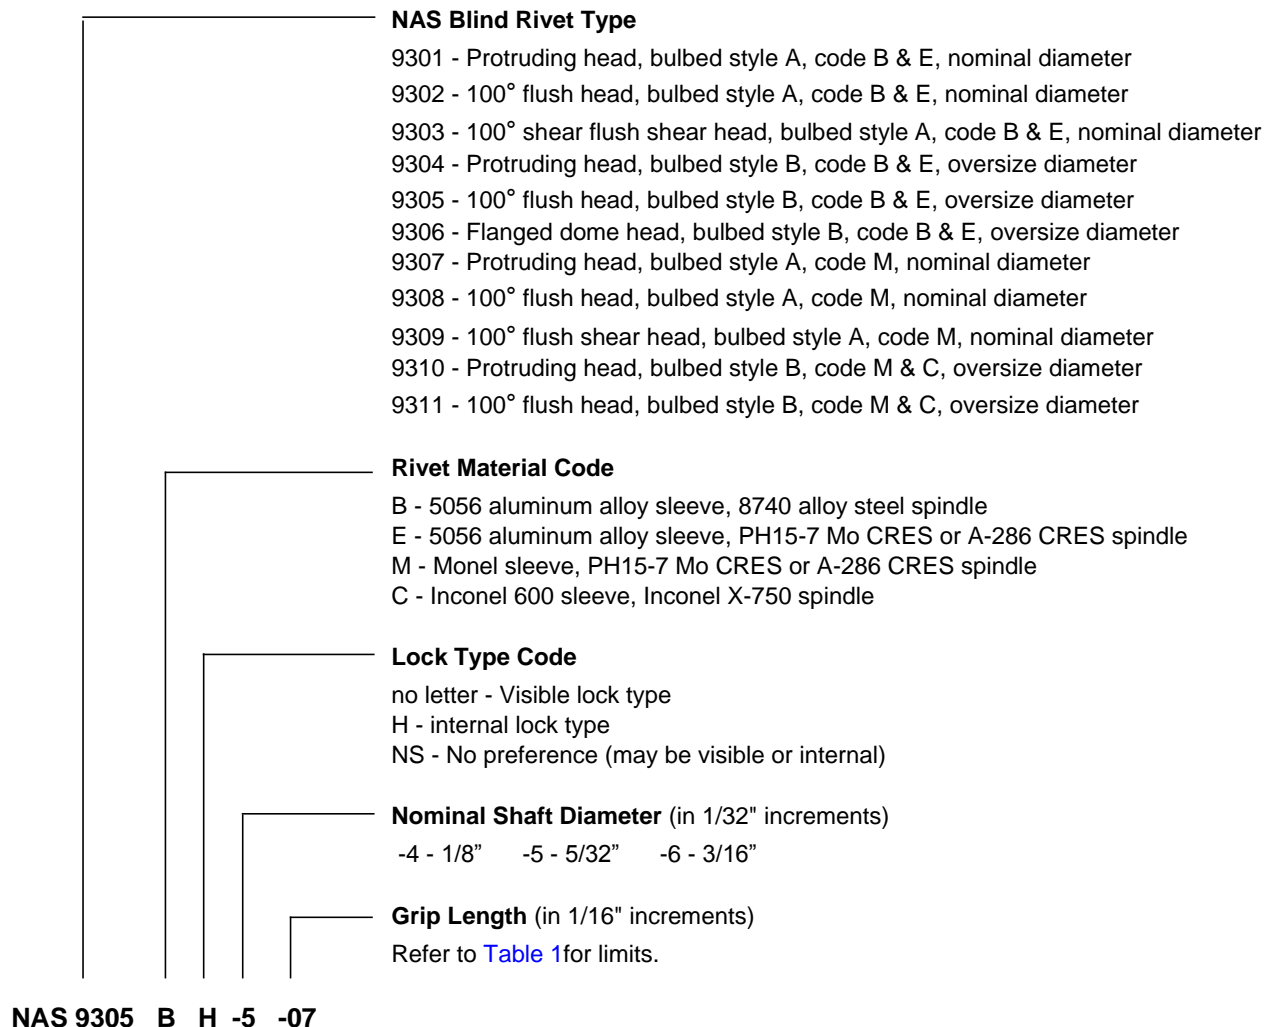 NAS Blind Rivet Type
9301 - Protruding head, bulbed style A, code B & E, nominal diameter
9302 - 100° flush head, bulbed style A, code B & E, nominal diameter
9303 - 100° shear flush shear head, bulbed style A, code B & E, nominal diameter
9304 - Protruding head, bulbed style B, code B & E, oversize diameter
9305 - 100° flush head, bulbed style B, code B & E, oversize diameter
9306 - Flanged dome head, bulbed style B, code B & E, oversize diameter
9307 - Protruding head, bulbed style A, code M, nominal diameter
9308 - 100° flush head, bulbed style A, code M, nominal diameter
9309 - 100° flush shear head, bulbed style A, code M, nominal diameter
9310 - Protruding head, bulbed style B, code M & C, oversize diameter
9311 - 100° flush head, bulbed style B, code M & C, oversize diameter
Rivet Material Code
B - 5056 aluminum alloy sleeve, 8740 alloy steel spindle
E - 5056 aluminum alloy sleeve, PH15-7 Mo CRES or A-286 CRES spindle
M - Monel sleeve, PH15-7 Mo CRES or A-286 CRES spindle
C - Inconel 600 sleeve, Inconel X-750 spindle
Lock Type Code
no letter - Visible lock type
H - internal lock type
NS - No preference (may be visible or internal)
Nominal Shaft Diameter (in 1/32" increments)
-4 - 1/8” -5 - 5/32” -6 - 3/16”
Grip Length (in 1/16" increments)
Refer to Table 1for limits.
NAS 9305 B H -5 -07